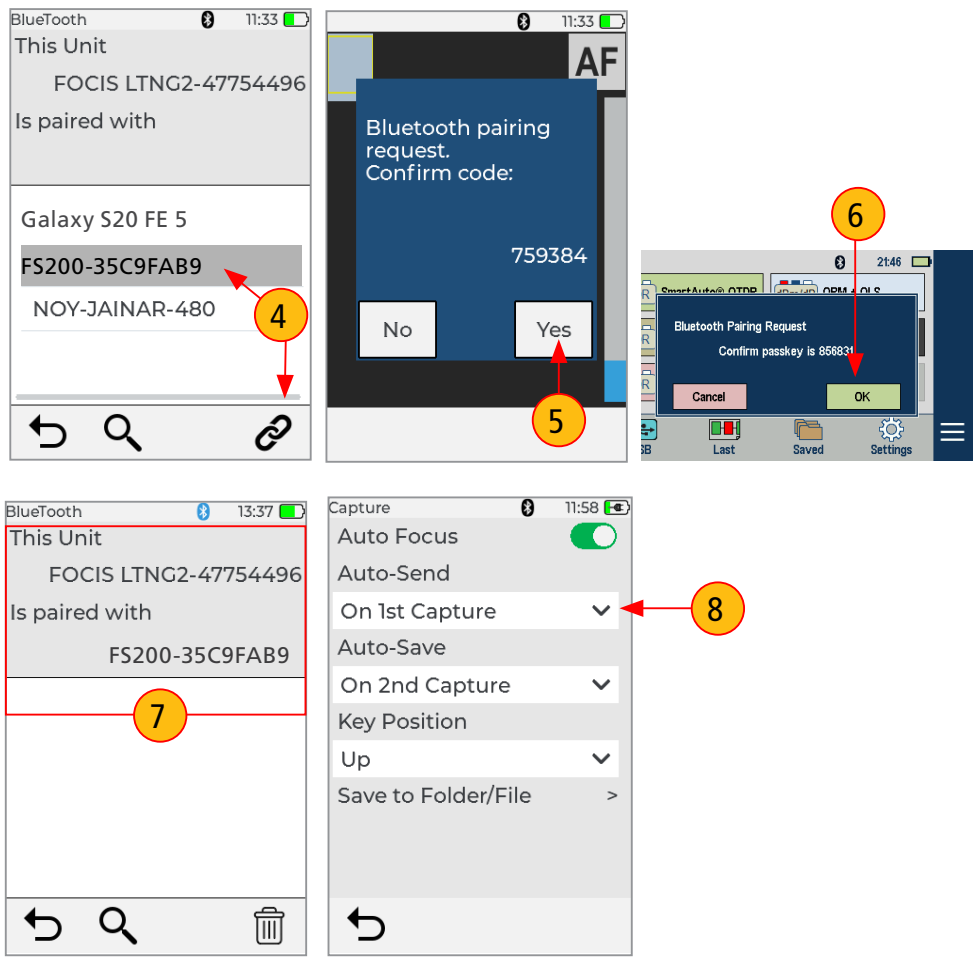 BlueTooth 11:33
This Unit
FOCIS LTNG2-47754496
Is paired with
Galaxy S20 FE 5
FS200-35C9FAB9
NOY-JAINAR-480
4
11:33
AF
Bluetooth pairing
request.
Confirm code:
759384
No Yes
5
6
21:46
SmartAuto® OTDR
OPM + OLS
R
R
R
Bluetooth Pairing Request
Confirm passkey is 856831
Cancel OK
SB Last Saved Settings
BlueTooth 13:37
This Unit
FOCIS LTNG2-47754496
Is paired with
FS200-35C9FAB9
7
Capture 11:58
Auto Focus
Auto-Send
On 1st Capture
8
Auto-Save
On 2nd Capture
Key Position
Up
Save to Folder/File >